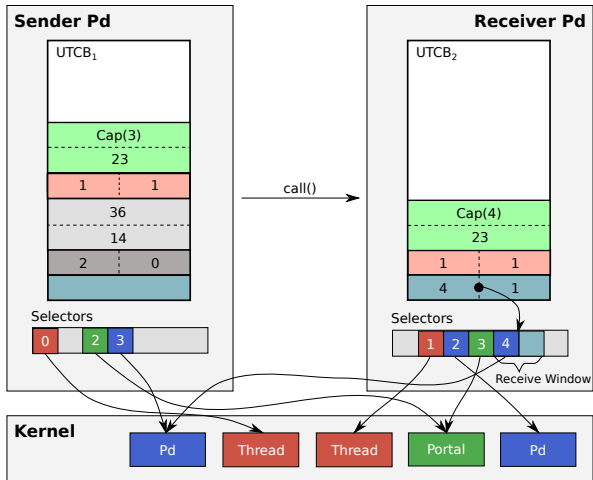 Sender Pd
UTCB1
Cap(3)
23
1 1
36
14
2 0
Selectors
0 2 3
call()
Receiver Pd
UTCB2
Cap(4)
23
1 1
4 1
Selectors
1 2 3 4
Receive Window
Kernel
Pd Thread Thread Portal Pd